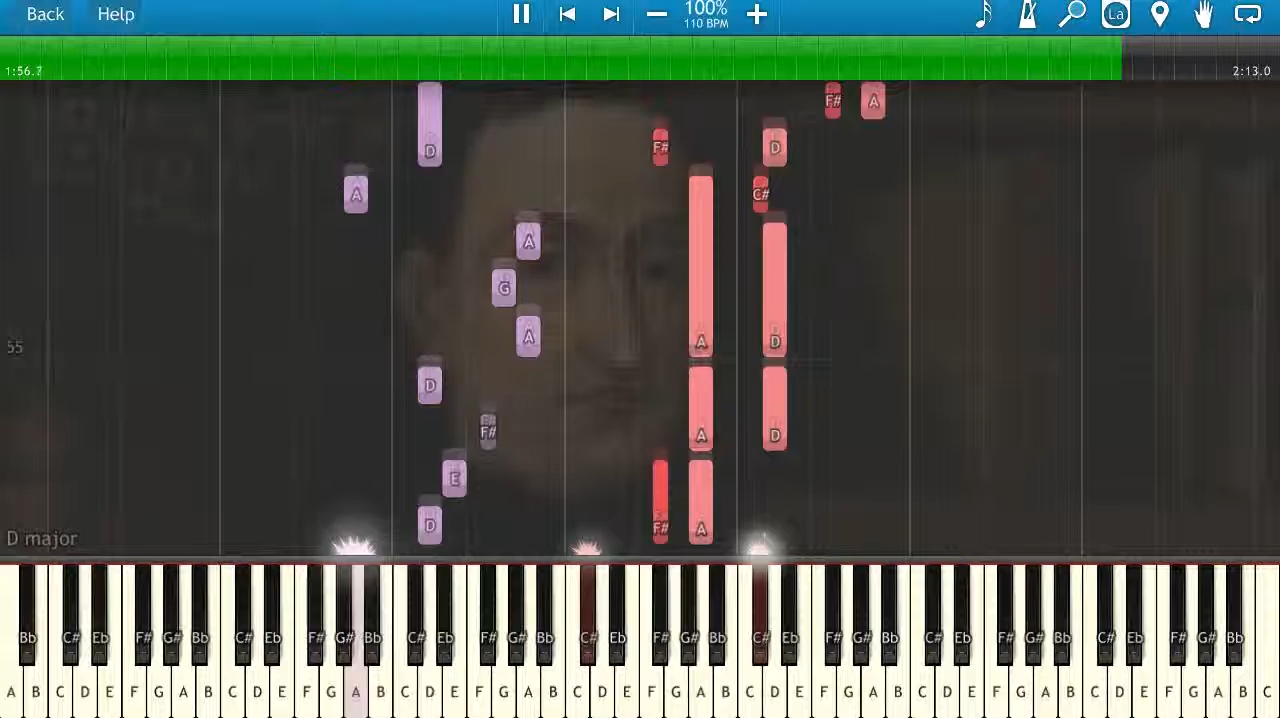 Back Help 100% La
110 BPM
1:56.7 2:13.0
F# A
D F# D
A C#
A
G
A A D
55
D
F# A D
E
D F# A
D major
Bb C# Eb F# G# Bb C# Eb F# G# Bb C# Eb F# G# Bb C# Eb F# G# Bb C# Eb F# G# Bb C# Eb F# G# Bb C# Eb F# G# Bb
A B C D E F G A B C D E F G A B C D E F G A B C D E F G A B C D E F G A B C D E F G A B C D E F G A B C